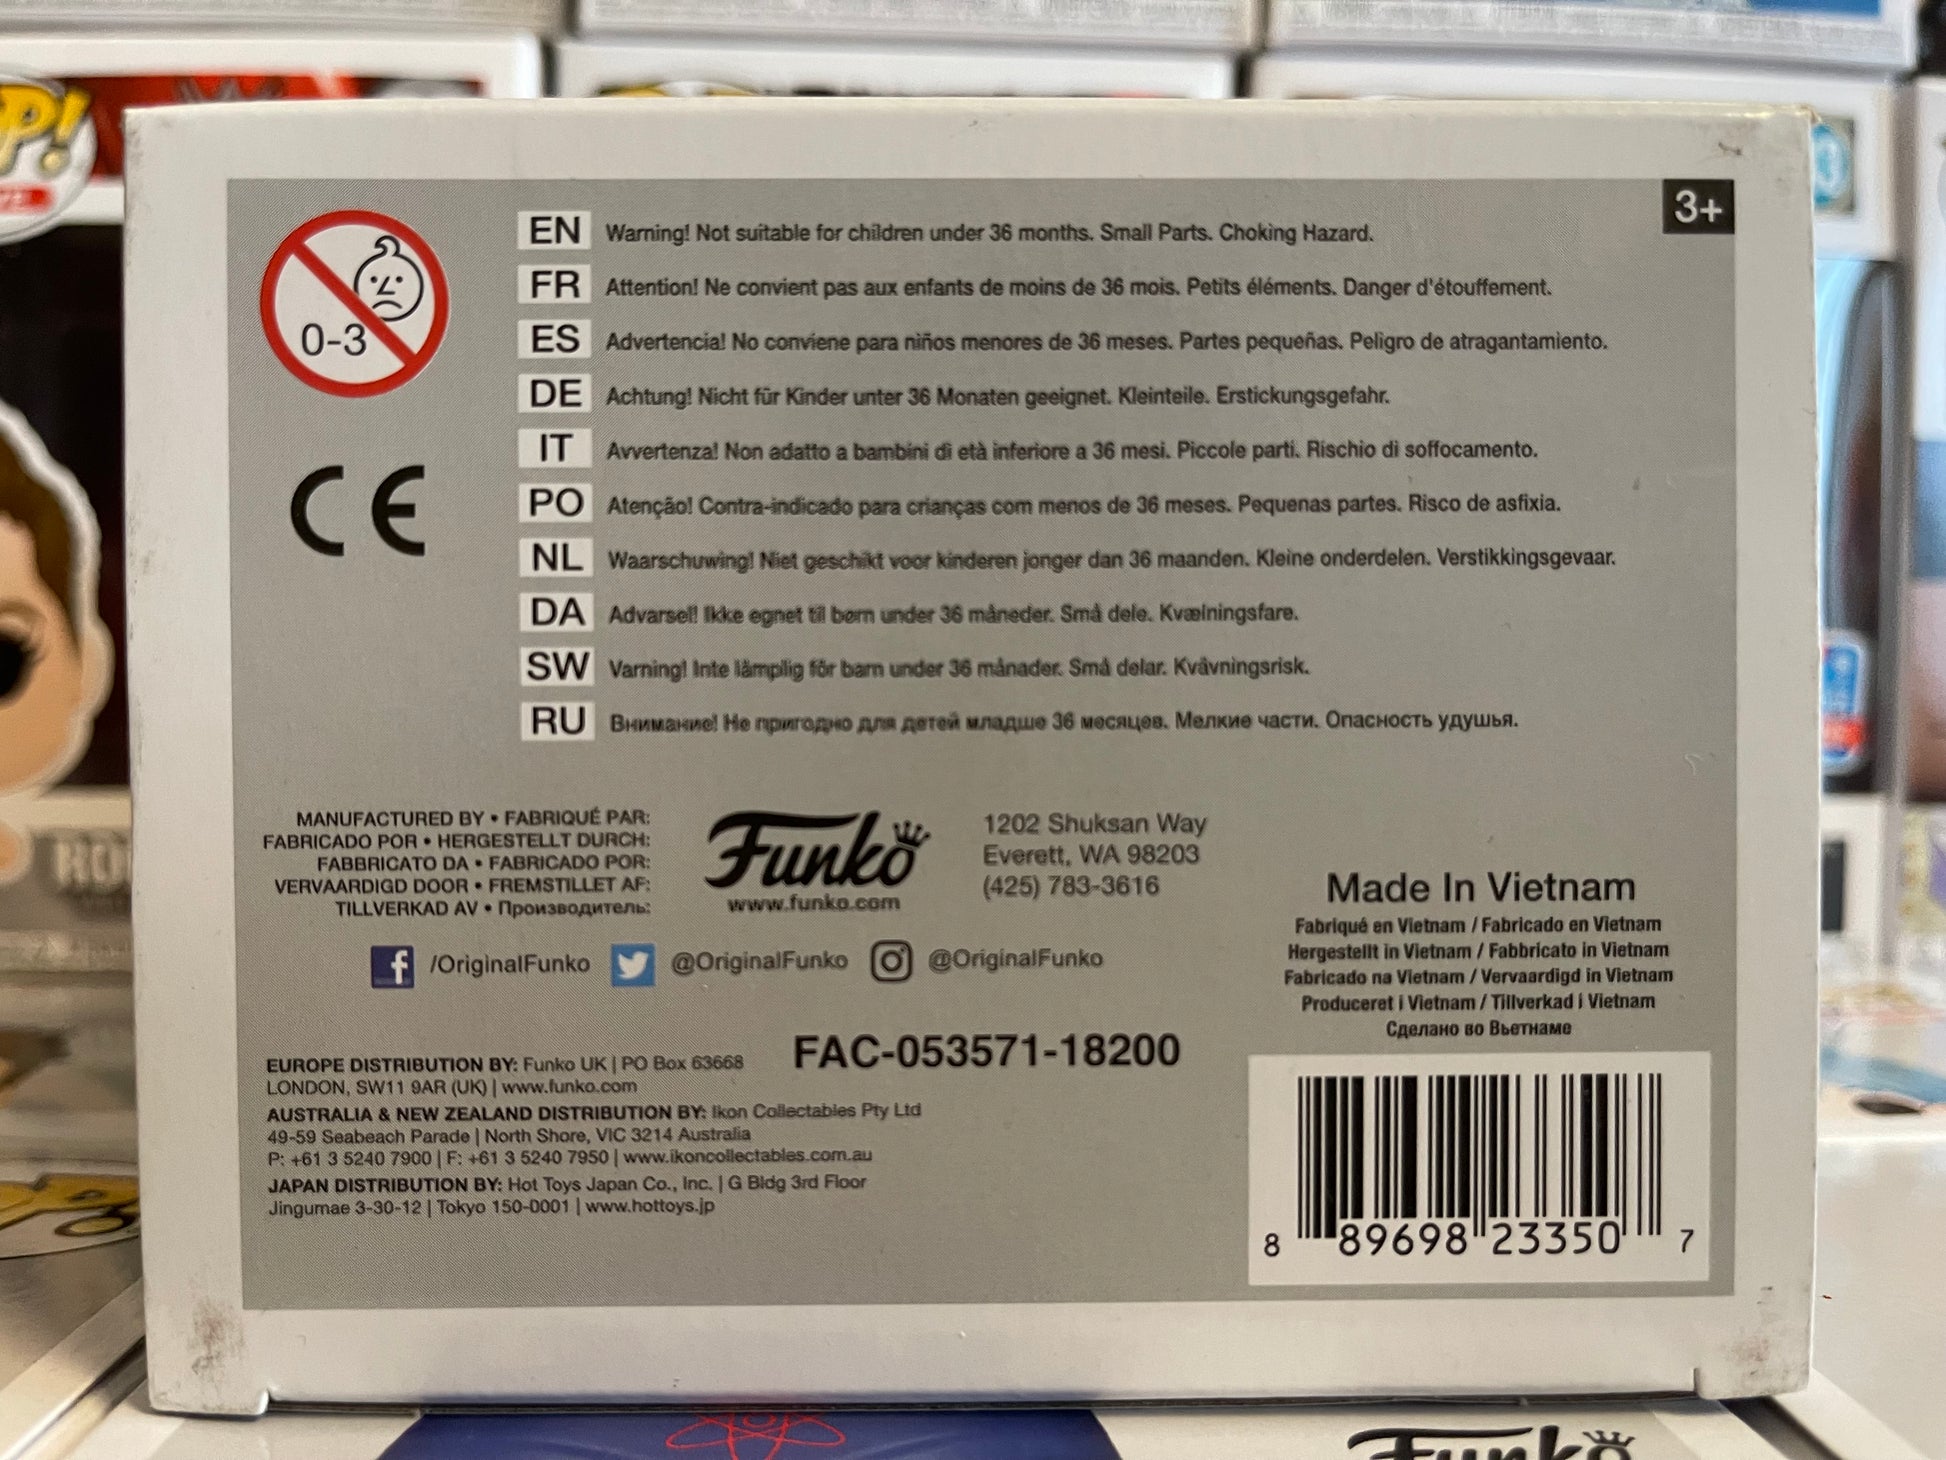 P!
3+
0-3
EN Warning! Not suitable for children under 36 months. Small Parts. Choking Hazard.
FR Attention! Ne convient pas aux enfants de moins de 36 mois. Petits éléments. Danger d'étouffement.
ES Advertencia! No conviene para niños menores de 36 meses. Partes pequeñas. Peligro de atragantamiento.
DE Achtung! Nicht für Kinder unter 36 Monaten geeignet. Kleinteile. Erstickungsgefahr.
IT Avvertenza! Non adatto a bambini di età inferiore a 36 mesi. Piccole parti. Rischio di soffocamento.
PO Atenção! Contra-indicado para crianças com menos de 36 meses. Pequenas partes. Risco de asfixia.
NL Waarschuwing! Niet geschikt voor kinderen jonger dan 36 maanden. Kleine onderdelen. Verstikkingsgevaar.
DA Advarsel! Ikke egnet til børn under 36 måneder. Små dele. Kvælningsfare.
SW Varning! Inte lämplig för barn under 36 månader. Små delar. Kvävningsrisk.
RU Внимание! Не пригодно для детей младше 36 месяцев. Мелкие части. Опасность удушья.
MANUFACTURED BY • FABRIQUÉ PAR:
FABRICADO POR • HERGESTELLT DURCH:
FABBRICATO DA • FABRICADO POR:
VERVAARDIGD DOOR • FREMSTILLET AF:
TILLVERKAD AV • Производитель:
Funko
www.funko.com
1202 Shuksan Way
Everett, WA 98203
(425) 783-3616
/OriginalFunko @OriginalFunko @OriginalFunko
Made In Vietnam
Fabriqué en Vietnam / Fabricado en Vietnam
Hergestellt in Vietnam / Fabbricato in Vietnam
Fabricado na Vietnam / Vervaardigd in Vietnam
Produceret i Vietnam / Tillverkad i Vietnam
Сделано во Вьетнаме
FAC-053571-18200
EUROPE DISTRIBUTION BY: Funko UK | PO Box 63668
LONDON, SW11 9AR (UK) | www.funko.com
AUSTRALIA & NEW ZEALAND DISTRIBUTION BY: Ikon Collectables Pty Ltd
49-59 Seabeach Parade | North Shore, VIC 3214 Australia
P: +61 3 5240 7900 | F: +61 3 5240 7950 | www.ikoncollectables.com.au
JAPAN DISTRIBUTION BY: Hot Toys Japan Co., Inc. | G Bldg 3rd Floor
Jingumae 3-30-12 | Tokyo 150-0001 | www.hottoys.jp
8 89698 23350 7
Funko